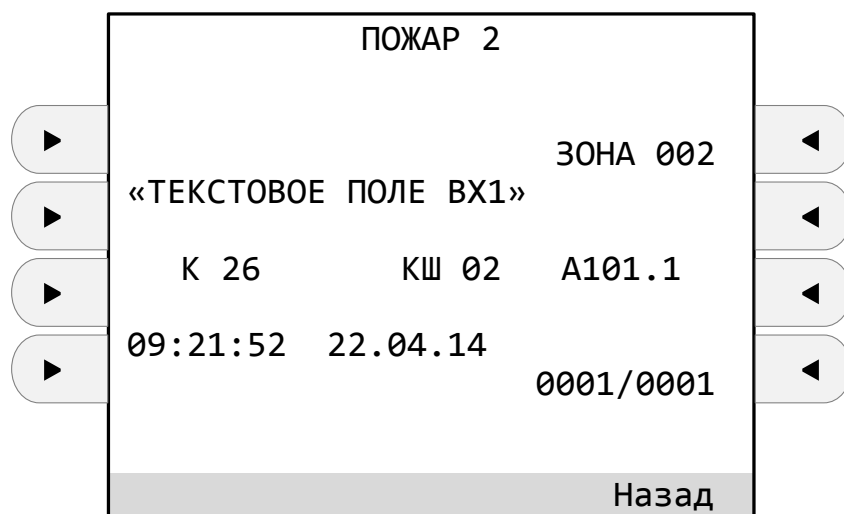 ПОЖАР 2
ЗОНА 002
«ТЕКСТОВОЕ ПОЛЕ ВХ1»
К 26 КШ 02 А101.1
09:21:52 22.04.14
0001/0001
Назад